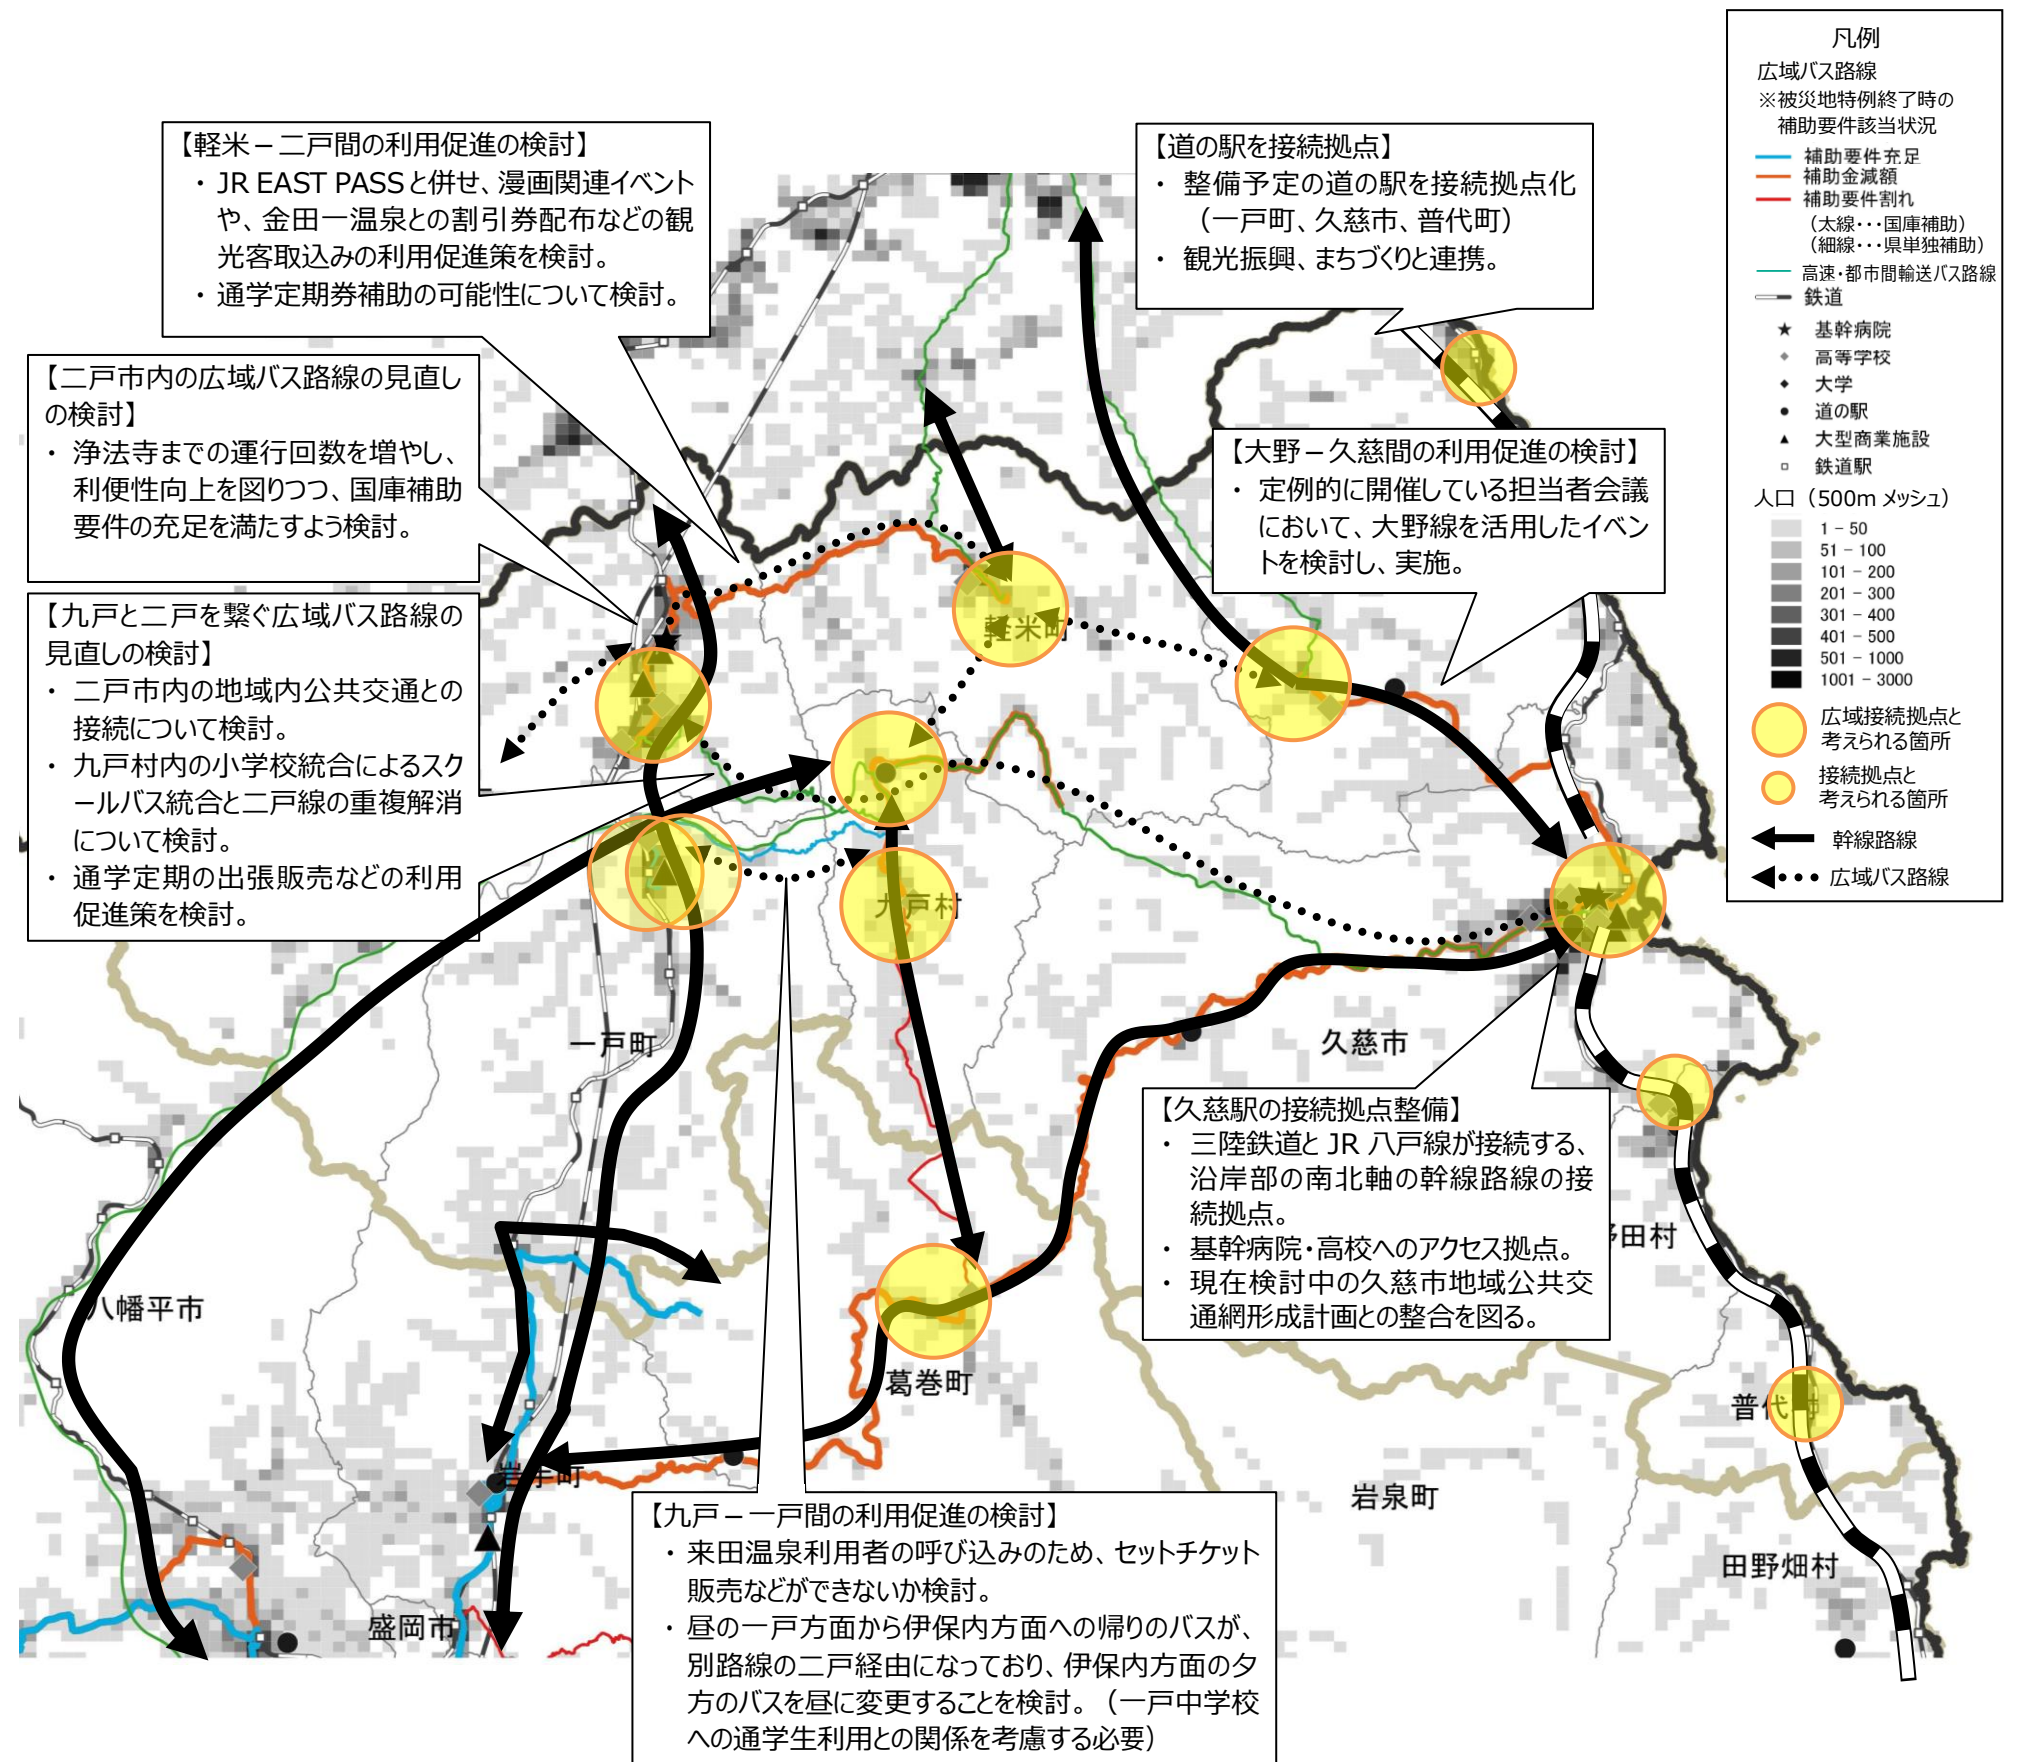 凡例
広域バス路線
※被災地特例終了時の
補助要件該当状況
補助要件充足
補助金減額
補助要件割れ
（太線・・・国庫補助）
（細線・・・県単独補助）
高速・都市間輸送バス路線
鉄道
基幹病院
高等学校
大学
道の駅
大型商業施設
鉄道駅
人口（500m メッシュ）
1 - 50
51 - 100
101 - 200
201 - 300
301 - 400
401 - 500
501 - 1000
1001 - 3000
広域接続拠点と
考えられる箇所
接続拠点と
考えられる箇所
幹線路線
広域バス路線
【軽米－二戸間の利用促進の検討】
・ JR EAST PASSと併せ、漫画関連イベント
や、金田一温泉との割引券配布などの観
光客取込みの利用促進策を検討。
・ 通学定期券補助の可能性について検討。
【道の駅を接続拠点】
・ 整備予定の道の駅を接続拠点化
（一戸町、久慈市、普代町）
・ 観光振興、まちづくりと連携。
【二戸市内の広域バス路線の見直し
の検討】
・ 浄法寺までの運行回数を増やし、
利便性向上を図りつつ、国庫補助
要件の充足を満たすよう検討。
【大野－久慈間の利用促進の検討】
・ 定例的に開催している担当者会議
において、大野線を活用したイベン
トを検討し、実施。
【九戸と二戸を繋ぐ広域バス路線の
見直しの検討】
・ 二戸市内の地域内公共交通との
接続について検討。
・ 九戸村内の小学校統合によるスク
ールバス統合と二戸線の重複解消
について検討。
・ 通学定期の出張販売などの利用
促進策を検討。
軽米町
九戸村
一戸町
久慈市
【久慈駅の接続拠点整備】
・ 三陸鉄道と JR 八戸線が接続する、
沿岸部の南北軸の幹線路線の接
続拠点。
・ 基幹病院・高校へのアクセス拠点。
・ 現在検討中の久慈市地域公共交
通網形成計画との整合を図る。
野田村
八幡平市
葛巻町
普代村
岩手町
岩泉町
田野畑村
盛岡市
【九戸－一戸間の利用促進の検討】
・ 来田温泉利用者の呼び込みのため、セットチケット
販売などができないか検討。
・ 昼の一戸方面から伊保内方面への帰りのバスが、
別路線の二戸経由になっており、伊保内方面の夕
方のバスを昼に変更することを検討。（一戸中学校
への通学生利用との関係を考慮する必要）